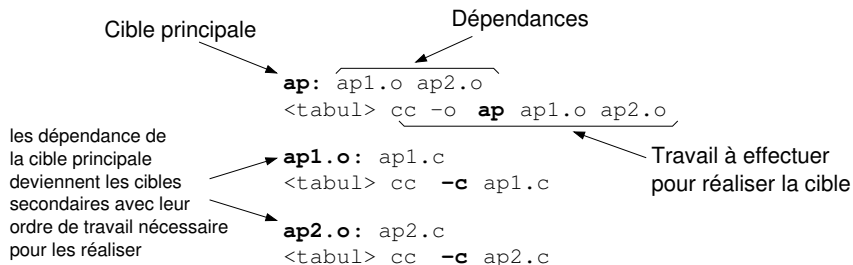 Cible principale
Dépendances
ap: ap1.o ap2.o
<tabul> cc −o ap ap1.o ap2.o
Travail à effectuer
pour réaliser la cible
les dépendance de
la cible principale
deviennent les cibles
secondaires avec leur
ordre de travail nécessaire
pour les réaliser
ap1.o: ap1.c
<tabul> cc −c ap1.c
ap2.o: ap2.c
<tabul> cc −c ap2.c